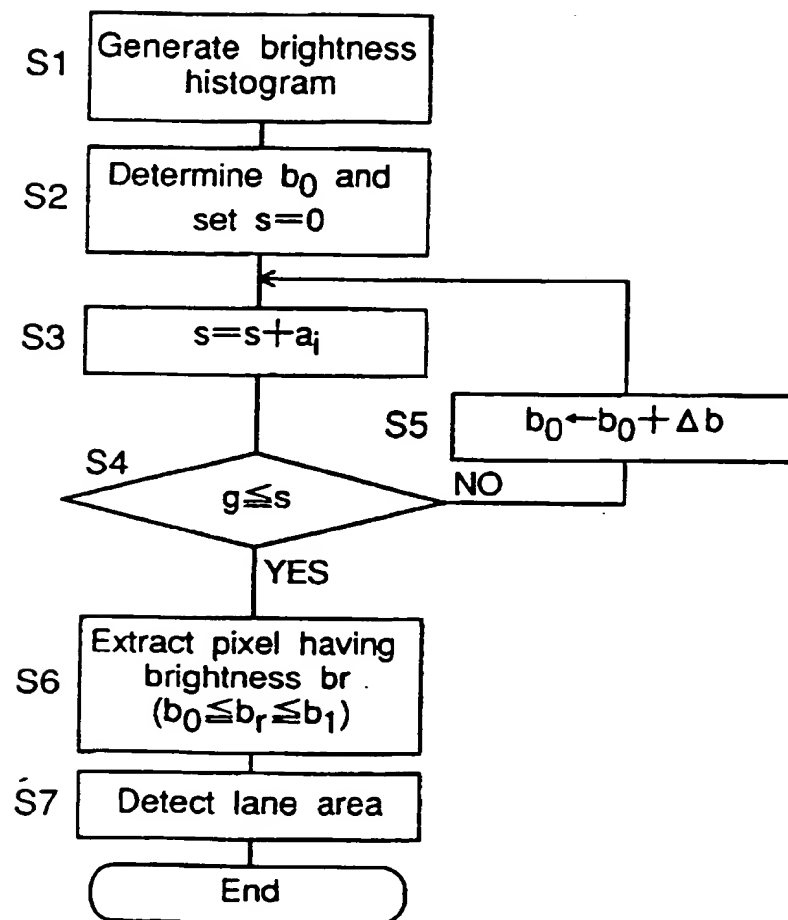 S1
Generate brightness
histogram
S2
Determine b₀ and
set s=0
S3
s=s+aᵢ
S5
b₀←b₀+Δb
S4
g≦s
NO
YES
S6
Extract pixel having
brightness br
(b₀≦bᵣ≦b₁)
S7
Detect lane area
End